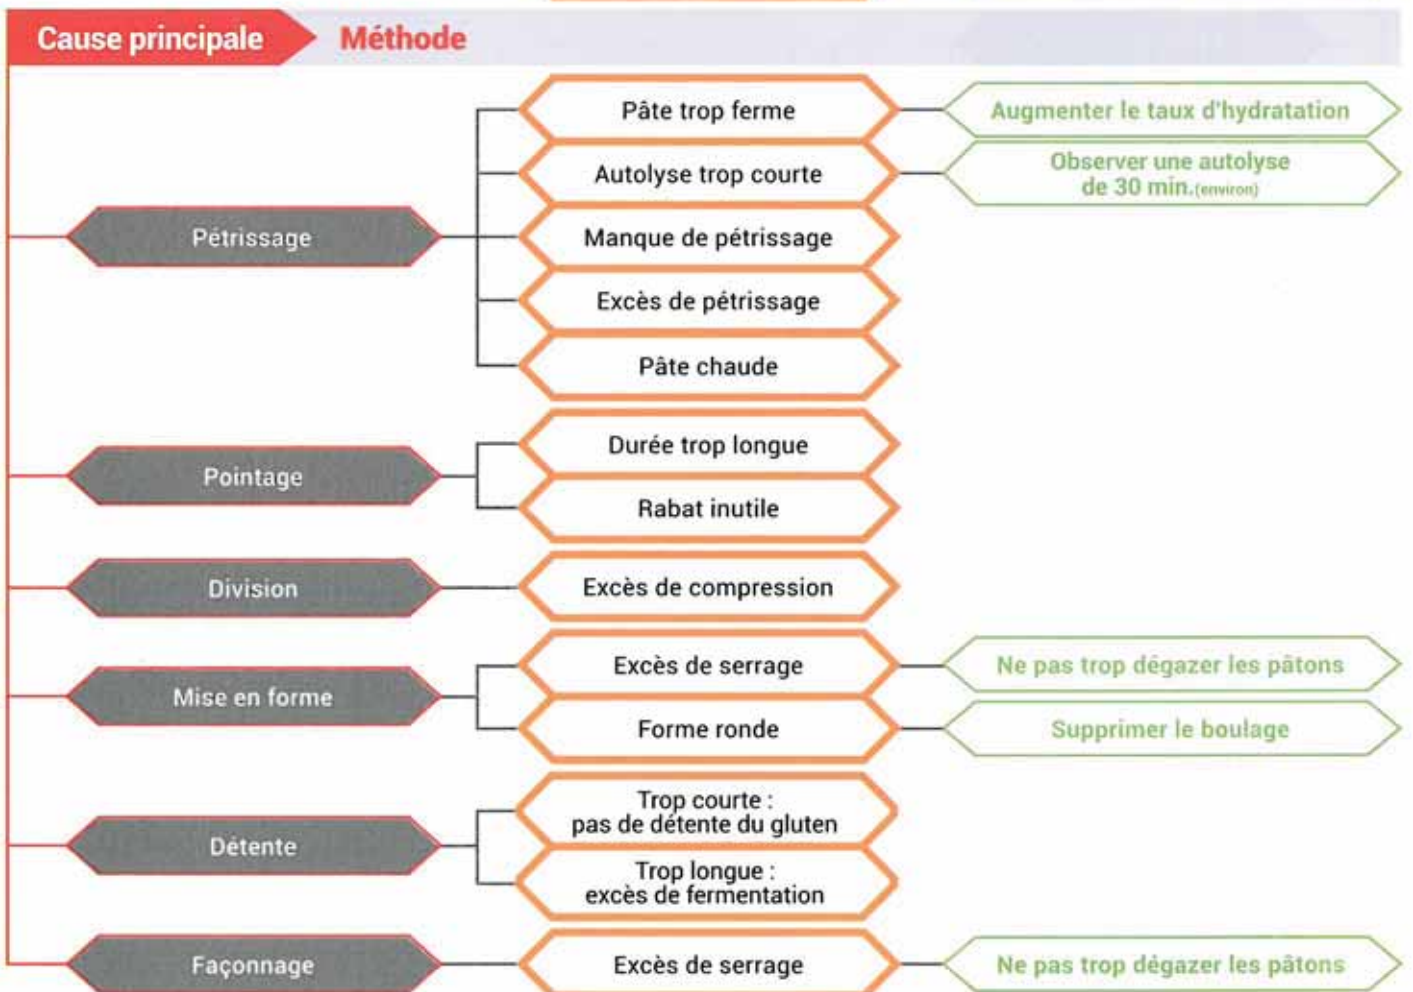 Cause principale
Méthode
Pétrissage
Pâte trop ferme
Augmenter le taux d'hydratation
Autolyse trop courte
Observer une autolyse
de 30 min.(environ)
Manque de pétrissage
Excès de pétrissage
Pâte chaude
Pointage
Durée trop longue
Rabat inutile
Division
Excès de compression
Mise en forme
Excès de serrage
Ne pas trop dégazer les pâtons
Forme ronde
Supprimer le boulage
Détente
Trop courte :
pas de détente du gluten
Trop longue :
excès de fermentation
Façonnage
Excès de serrage
Ne pas trop dégazer les pâtons